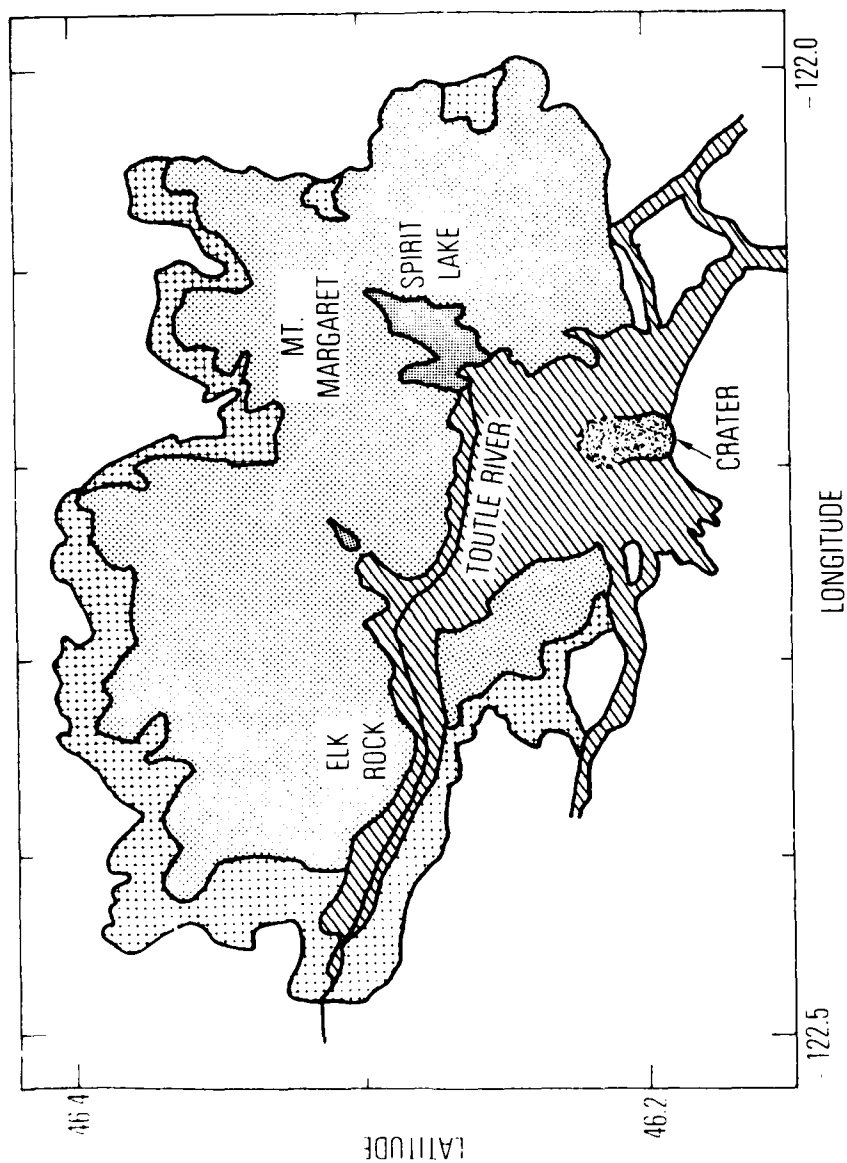 46.4
LATITUDE
46.2
MT.
MARGARET
SPIRIT
LAKE
ELK
ROCK
TOUTLE RIVER
CRATER
-122.5
LONGITUDE
-122.0